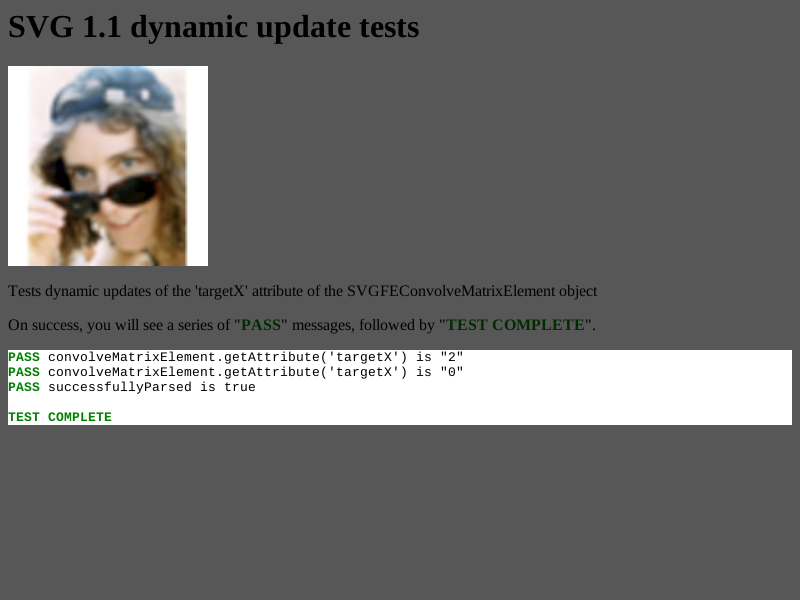 SVG 1.1 dynamic update tests
Tests dynamic updates of the 'targetX' attribute of the SVGFEConvolveMatrixElement object
On success, you will see a series of "PASS" messages, followed by "TEST COMPLETE".
PASS convolveMatrixElement.getAttribute('targetX') is "2"
PASS convolveMatrixElement.getAttribute('targetX') is "0"
PASS successfullyParsed is true
TEST COMPLETE